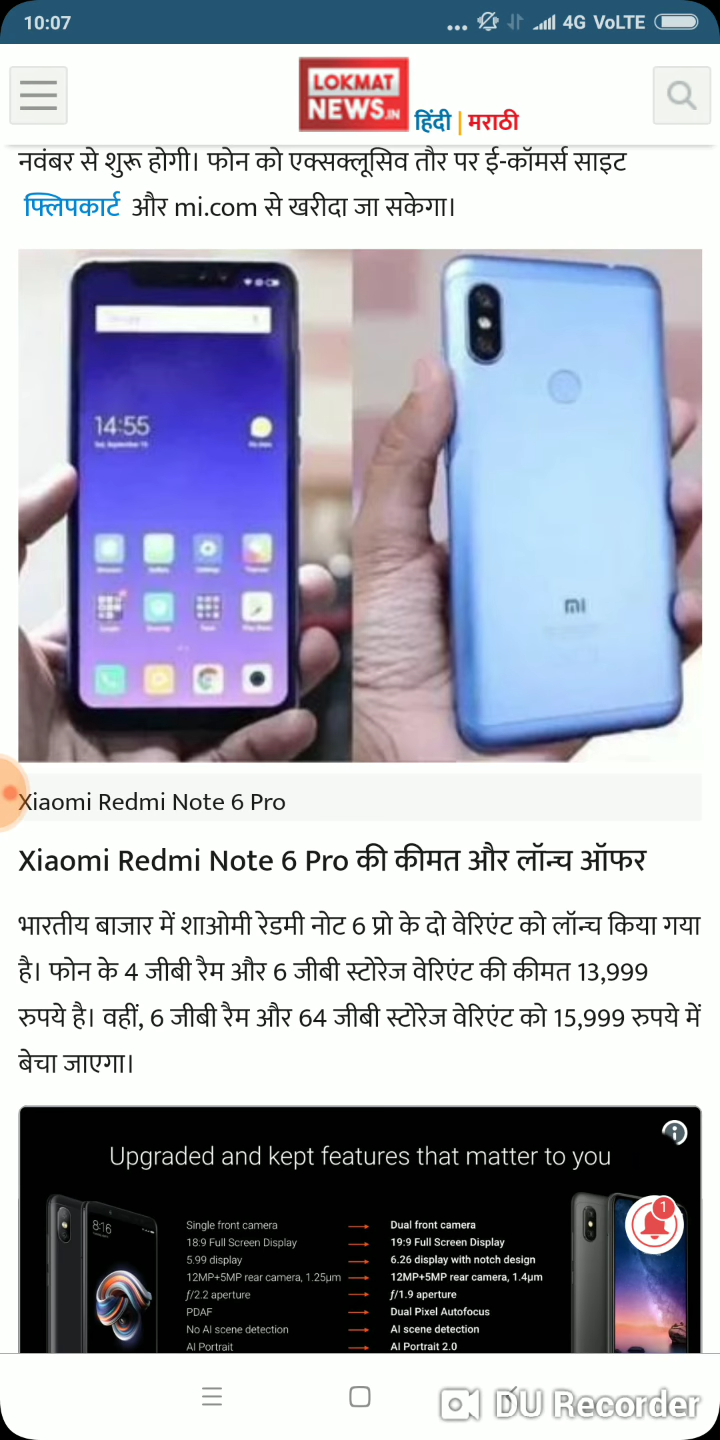 10:07
... 4G VoLTE
LOKMAT
NEWS.IN
हिंदी | मराठी
नवंबर से शुरू होगी। फोन को एक्सक्लूसिव तौर पर ई-कॉमर्स साइट
फ्लिपकार्ट और mi.com से खरीदा जा सकेगा।
14:55
mi
Xiaomi Redmi Note 6 Pro
Xiaomi Redmi Note 6 Pro की कीमत और लॉन्च ऑफर
भारतीय बाजार में शाओमी रेडमी नोट 6 प्रो के दो वेरिएंट को लॉन्च किया गया
है। फोन के 4 जीबी रैम और 6 जीबी स्टोरेज वेरिएंट की कीमत 13,999
रुपये है। वहीं, 6 जीबी रैम और 64 जीबी स्टोरेज वेरिएंट को 15,999 रुपये में
बेचा जाएगा।
Upgraded and kept features that matter to you
8:16
1
Single front camera → Dual front camera
18:9 Full Screen Display → 19:9 Full Screen Display
5.99 display → 6.26 display with notch design
12MP+5MP rear camera, 1.25μm → 12MP+5MP rear camera, 1.4μm
f/2.2 aperture → f/1.9 aperture
PDAF → Dual Pixel Autofocus
No AI scene detection → AI scene detection
AI Portrait → AI Portrait 2.0
DU Recorder